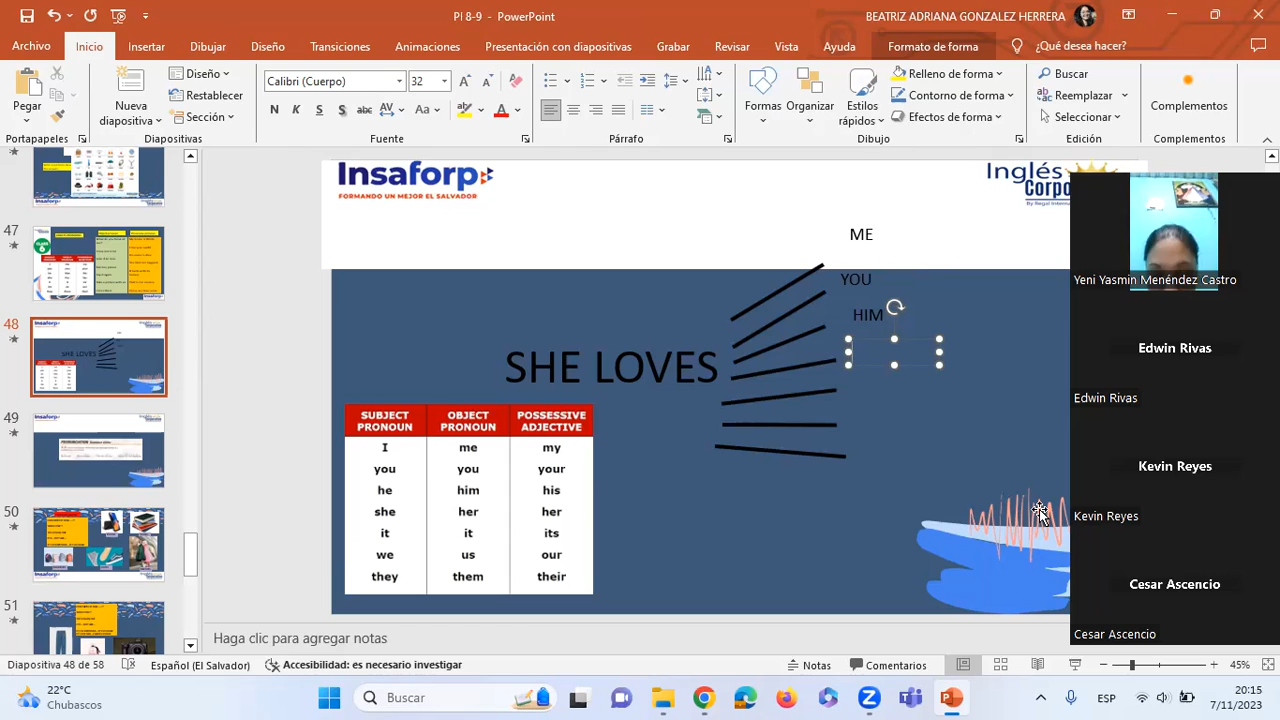 PI 8-9 - PowerPoint
BEATRIZ ADRIANA GONZALEZ HERRERA
Archivo Inicio Insertar Dibujar Diseño Transiciones Animaciones Presentación con diapositivas Grabar Revisar Vista Ayuda Formato de forma ¿Qué desea hacer?
Pegar
Nueva diapositiva
Diseño
Restablecer
Sección
Calibri (Cuerpo) 32
N K S abc AV Aa A
Formas Organizar Estilos rápidos
Relleno de forma
Contorno de forma
Efectos de forma
Buscar
Reemplazar
Seleccionar
Complementos
Portapapeles Diapositivas Fuente Párrafo Dibujo Edición Complementos
47
48
49
50
51
Insaforp
FORMANDO UN MEJOR EL SALVADOR
Inglés
Corpo
ME
YOU
HIM
SHE LOVES
SUBJECT PRONOUN OBJECT PRONOUN POSSESSIVE ADJECTIVE
I me my
you you your
he him his
she her her
it it its
we us our
they them their
Yeni Yasmin Menendez Castro
Edwin Rivas
Edwin Rivas
Kevin Reyes
Kevin Reyes
Cesar Ascencio
Cesar Ascencio
Haga clic para agregar notas
Diapositiva 48 de 58 Español (El Salvador) Accesibilidad: es necesario investigar Notas Comentarios 45%
22°C
Chubascos
Buscar
ESP
20:15
7/11/2023